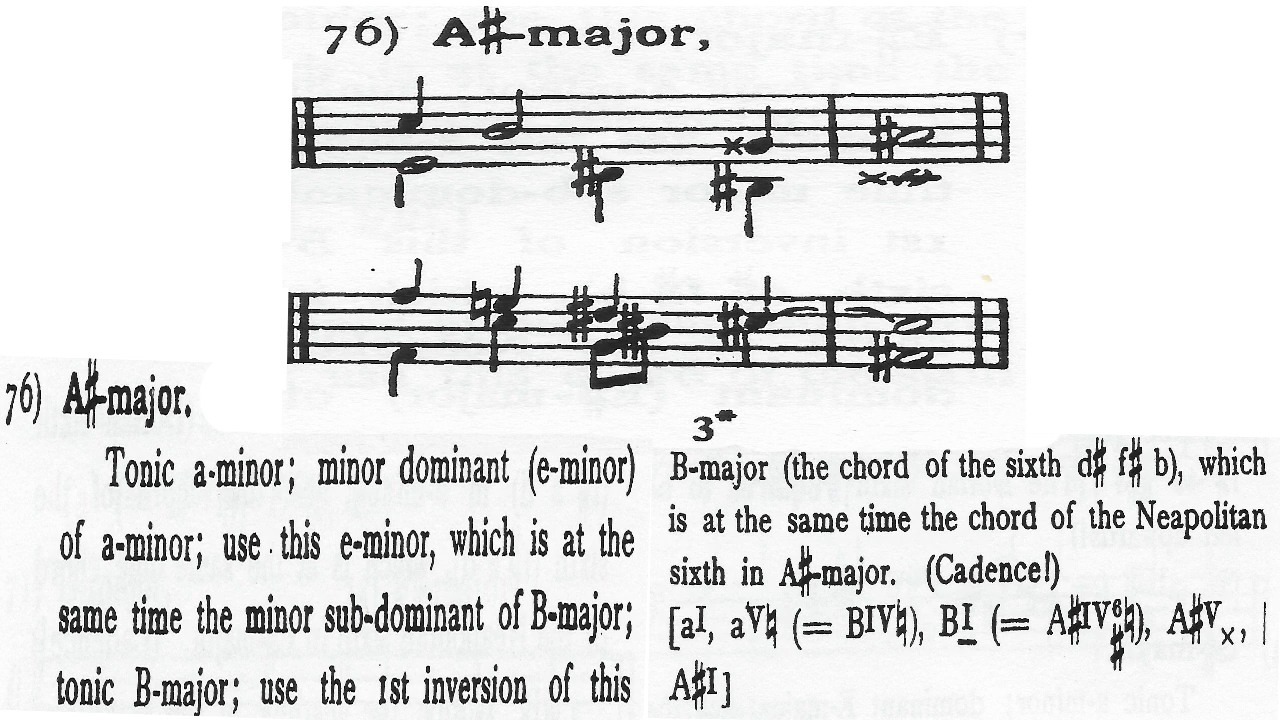 76) A♯-major,
3*
76) A♯-major.
Tonic a-minor; minor dominant (e-minor)
of a-minor; use this e-minor, which is at the
same time the minor sub-dominant of B-major;
tonic B-major; use the 1st inversion of this
B-major (the chord of the sixth d♯ f♯ b), which
is at the same time the chord of the Neapolitan
sixth in A♯-major. (Cadence!)
[aI, aV♮ (= BIV♮), BI (= A♯IV⁶♮♯), A♯V×, |
A♯I]